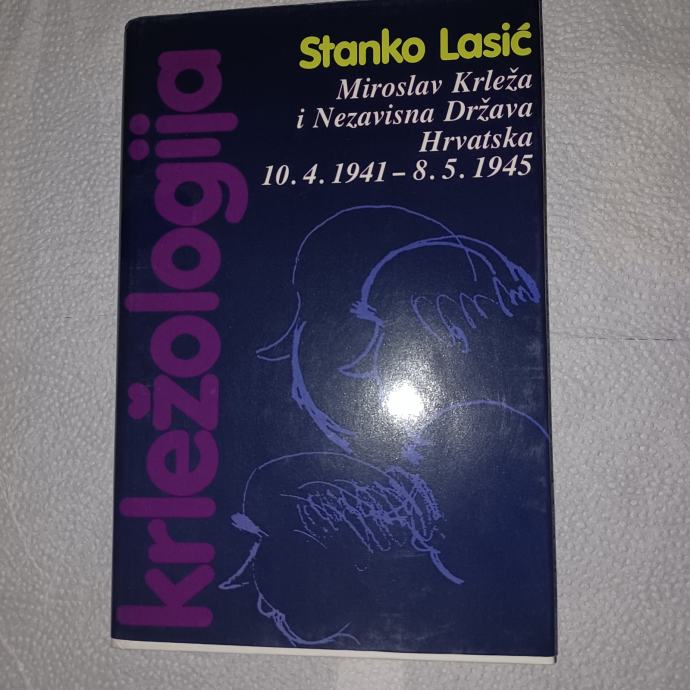 Stanko Lasić
Miroslav Krleža
i Nezavisna Država
Hrvatska
10. 4. 1941 – 8. 5. 1945
krležologija